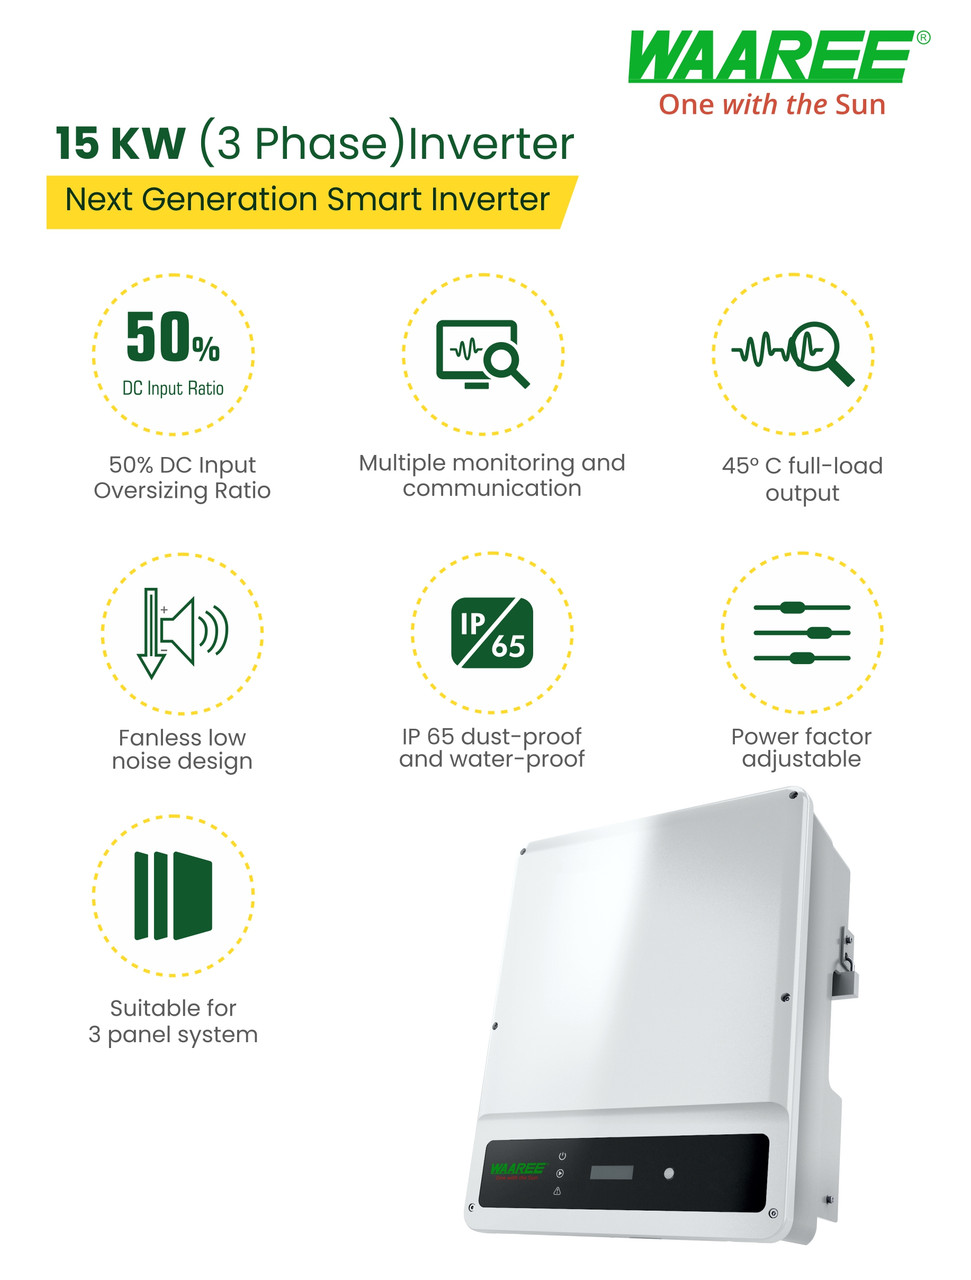 WAAREE®
One with the Sun
15 KW (3 Phase)Inverter
Next Generation Smart Inverter
50%
DC Input Ratio
50% DC Input
Oversizing Ratio
Multiple monitoring and
communication
45° C full-load
output
Fanless low
noise design
IP/65
IP 65 dust-proof
and water-proof
Power factor
adjustable
Suitable for
3 panel system
WAAREE